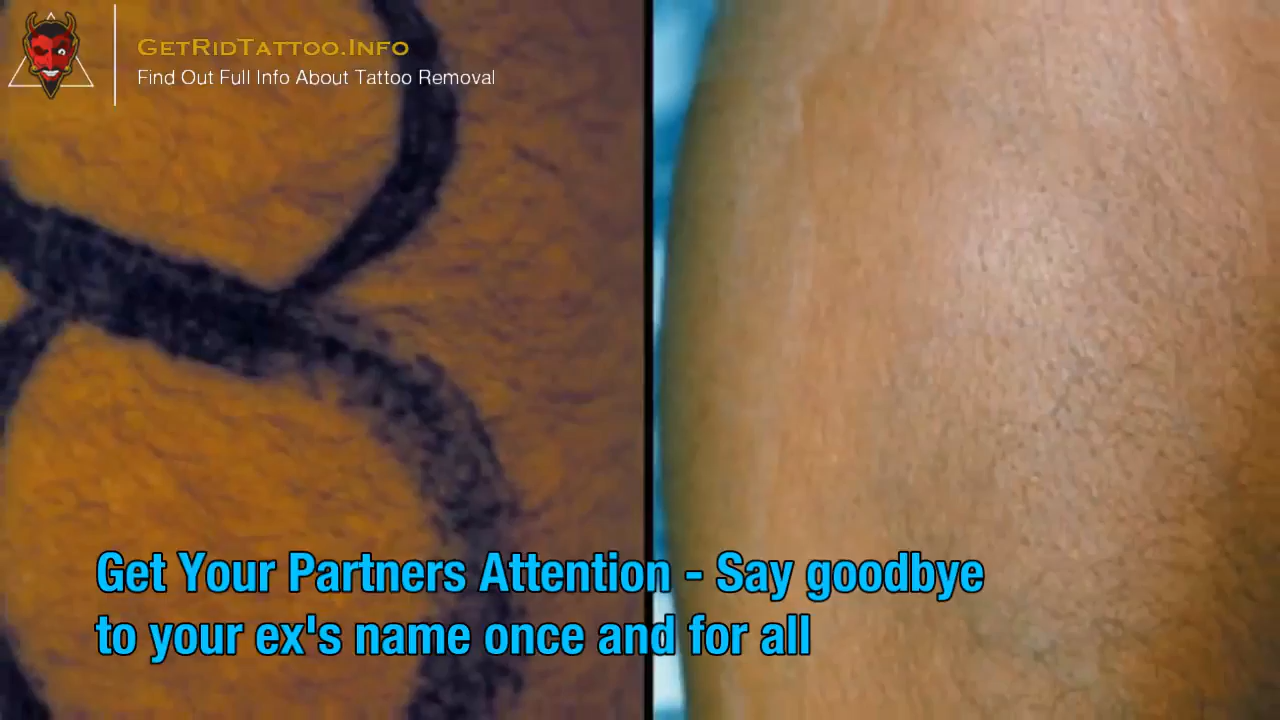 GetRidTattoo.Info
Find Out Full Info About Tattoo Removal
Get Your Partners Attention - Say goodbye
to your ex's name once and for all